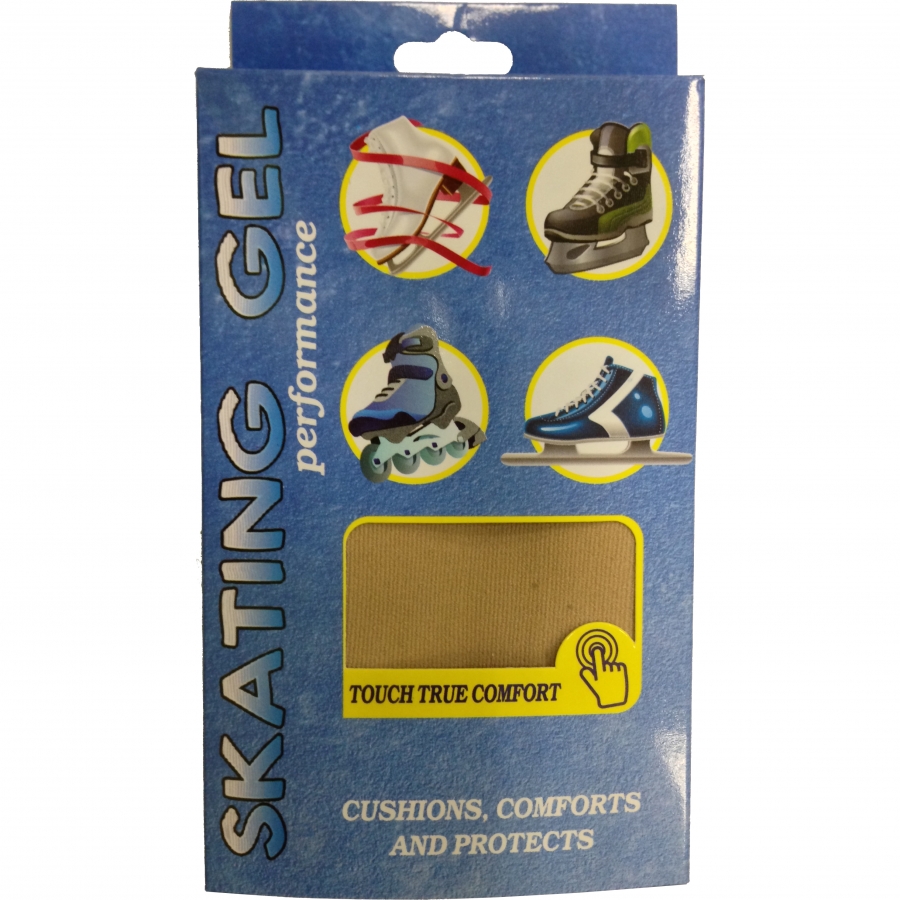 SKATING GEL
performance
TOUCH TRUE COMFORT
CUSHIONS, COMFORTS
AND PROTECTS